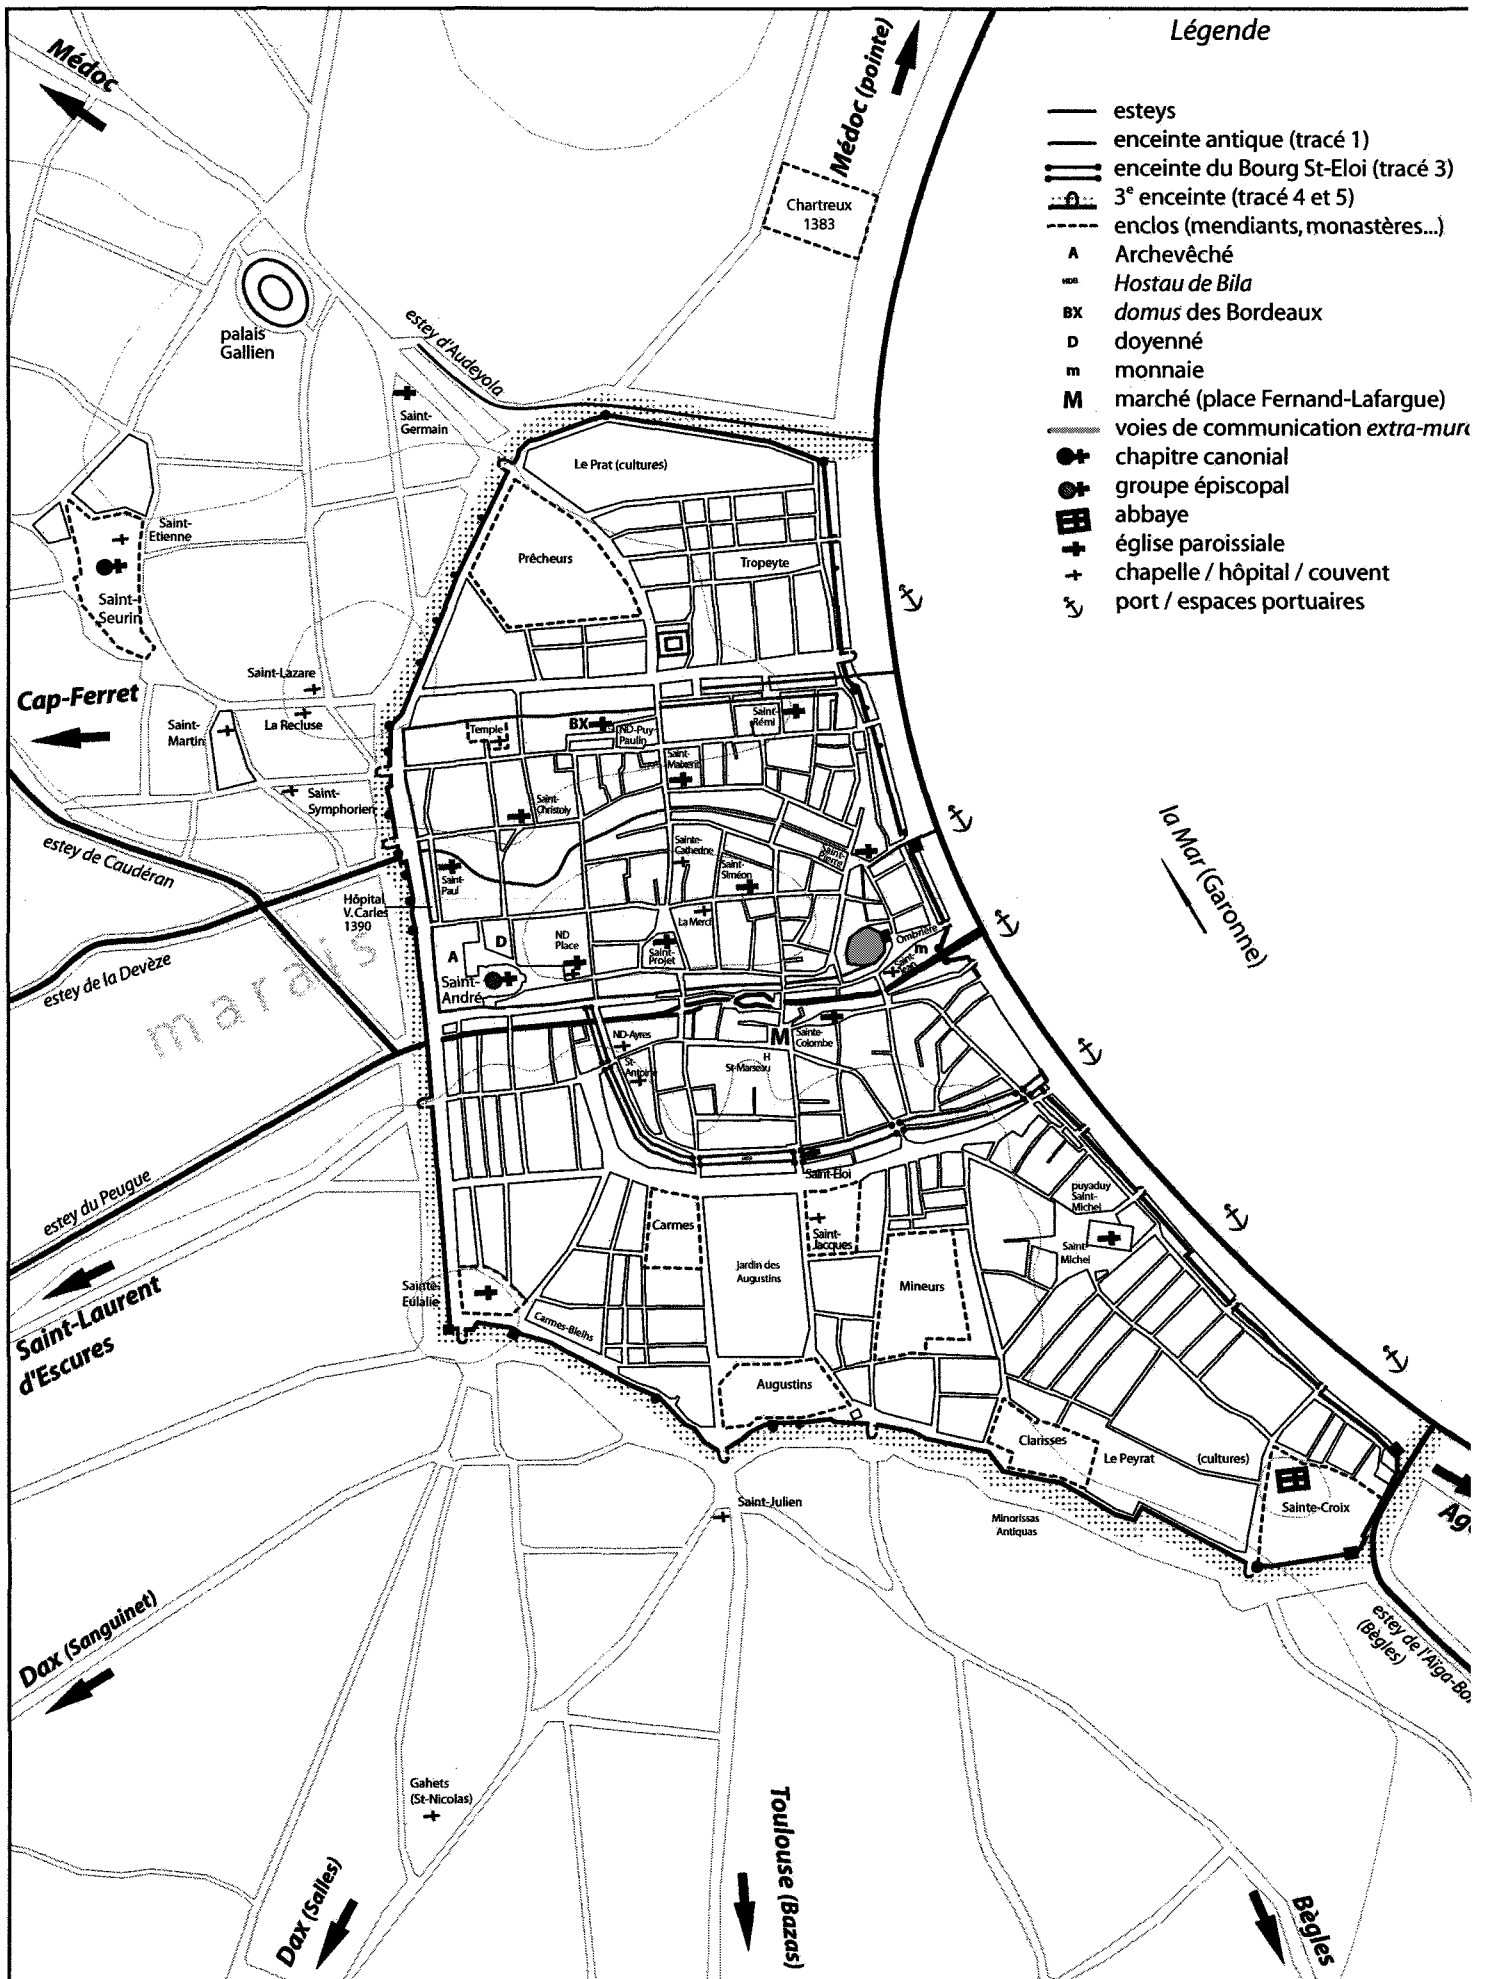 Légende
esteys
enceinte antique (tracé 1)
enceinte du Bourg St-Eloi (tracé 3)
3e enceinte (tracé 4 et 5)
enclos (mendiants, monastères...)
A Archevêché
HDB Hostau de Bila
BX domus des Bordeaux
D doyenné
m monnaie
M marché (place Fernand-Lafargue)
voies de communication extra-mur
chapitre canonial
groupe épiscopal
abbaye
église paroissiale
chapelle / hôpital / couvent
port / espaces portuaires
Médoc
Médoc (pointe)
Chartreux
1383
palais
Gallien
estey d'Audeyola
Saint-
Germain
Le Prat (cultures)
Saint-
Etienne
Prêcheurs
Tropeyte
Saint-
Seurin
Saint-Lazare
Cap-Ferret
Saint-
Martin
La Recluse
Temple
BX
ND-Puy-
Paulin
Saint-
Rémi
Saint-
Symphorien
Saint-
Christoly
la Mar (Garonne)
estey de Caudéran
Sainte-
Catherine
Saint-
Siméon
Saint-
Pierre
Saint-
Paul
Hôpital
V. Carles
1390
La Merci
A
D
ND
Place
Saint-
Projet
Ombrière
m
Saint-
Jean
Saint-
André
estey de la Devèze
marais
ND-Ayres
M
Sainte-
Colombe
St-
Antoine
H
St-Marseau
estey du Peugue
Saint-Eloi
puyaduy
Saint-
Michel
Carmes
Saint-
Jacques
Saint-
Michel
Jardin des
Augustins
Mineurs
Sainte-
Eulalie
Carmes-Bielhs
Saint-Laurent
d'Escures
Augustins
Clarisses
Le Peyrat
(cultures)
Sainte-Croix
Saint-Julien
Minorissas
Antiquas
Ag
estey de l'Aïga-Bo
(Bègles)
Dax (Sanguinet)
Gahets
(St-Nicolas)
Dax (Salles)
Toulouse (Bazas)
Bègles